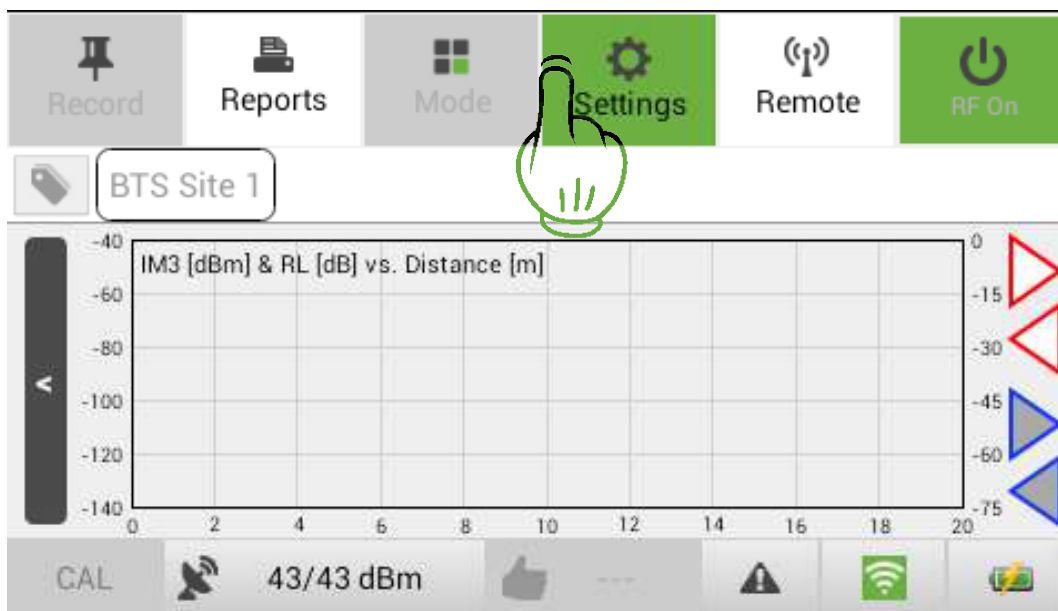 Record Reports Mode Settings Remote RF On
BTS Site 1
IM3 [dBm] & RL [dB] vs. Distance [m]
-40 0
-60 -15
-80 -30
<
-100 -45
-120 -60
-140 -75
0 2 4 6 8 10 12 14 16 18 20
CAL 43/43 dBm ---